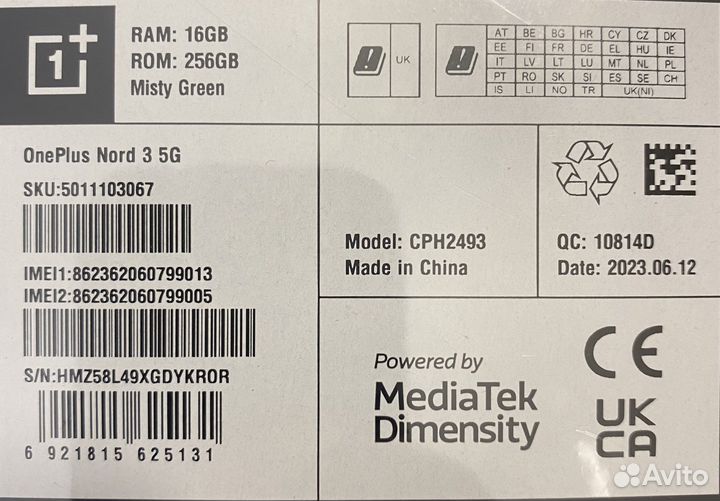 1+
RAM: 16GB
ROM: 256GB
Misty Green
UK
AT BE BG HR CY CZ DK
EE FI FR DE EL HU IE
IT LV LT LU MT NL PL
PT RO SK SI ES SE CH
IS LI NO TR UK(NI)
OnePlus Nord 3 5G
SKU:5011103067
IMEI1:862362060799013
IMEI2:862362060799005
S/N:HMZ58L49XGDYKROR
6 921815 625131
Model: CPH2493
Made in China
QC: 10814D
Date: 2023.06.12
Powered by
MediaTek
Dimensity
CE
UK
CA
Avito